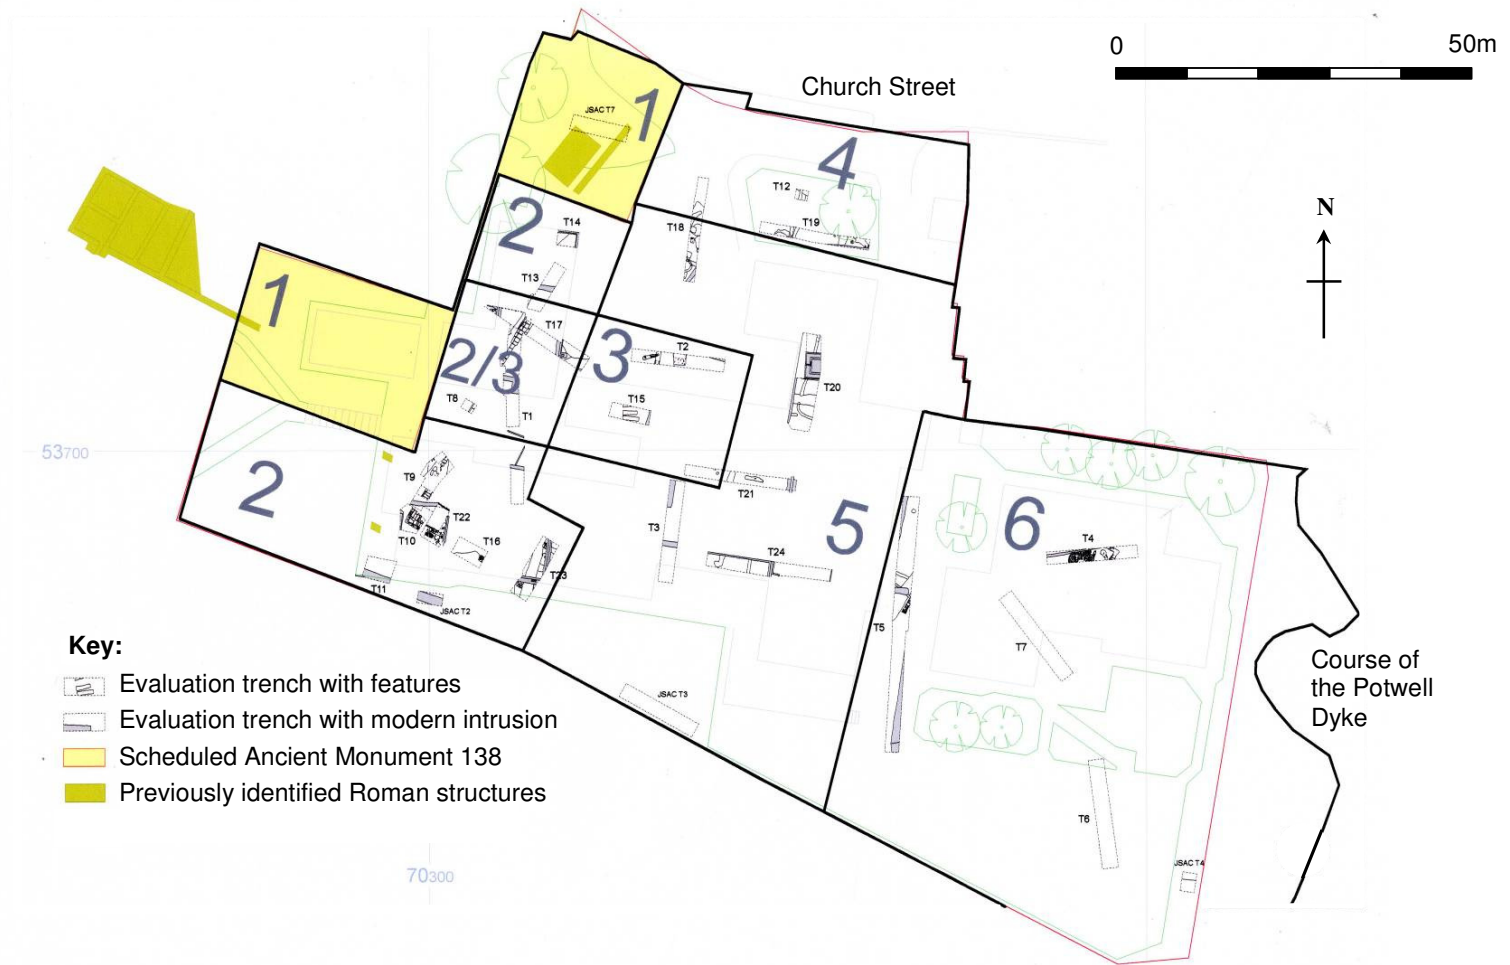 0 50m
Church Street
N
JSAC T7
1
4
T12
T19
T18
2
T14
T13
1
T17
2/3
T8
T1
3
T2
T15
T20
53700
2
T9
T22
T10
T16
T11
T23
JSAC T2
T21
T3
T24
5
6
T4
T5
T7
JSAC T3
T6
JSAC T4
Course of
the Potwell
Dyke
Key:
Evaluation trench with features
Evaluation trench with modern intrusion
Scheduled Ancient Monument 138
Previously identified Roman structures
70300